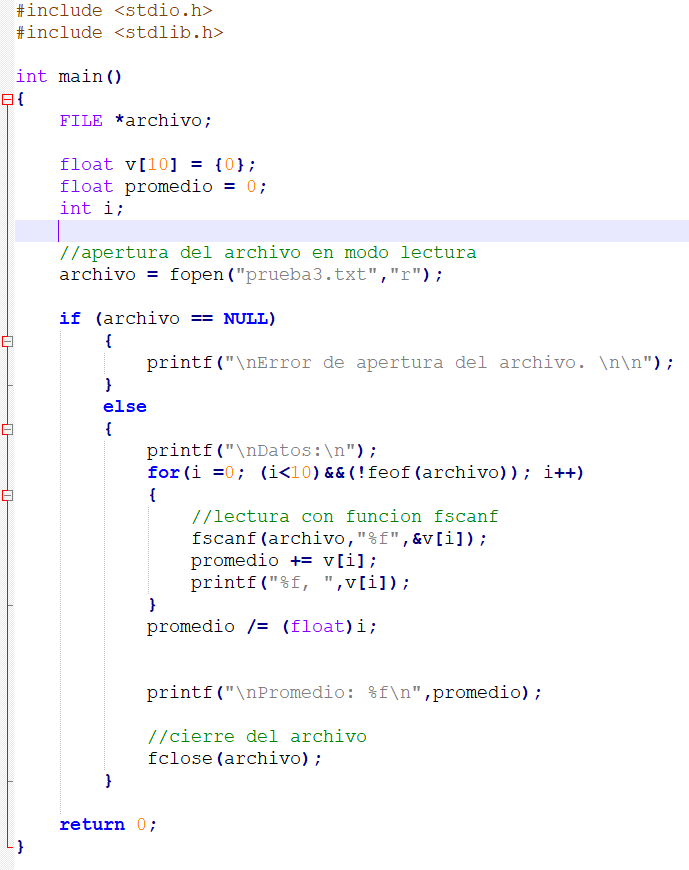 #include <stdio.h>
#include <stdlib.h>
int main()
{
FILE *archivo;
float v[10] = {0};
float promedio = 0;
int i;
//apertura del archivo en modo lectura
archivo = fopen("prueba3.txt","r");
if (archivo == NULL)
{
printf("\nError de apertura del archivo. \n\n");
}
else
{
printf("\nDatos:\n");
for(i =0; (i<10)&&(!feof(archivo)); i++)
{
//lectura con funcion fscanf
fscanf(archivo,"%f",&v[i]);
promedio += v[i];
printf("%f, ",v[i]);
}
promedio /= (float)i;
printf("\nPromedio: %f\n",promedio);
//cierre del archivo
fclose(archivo);
}
return 0;
}